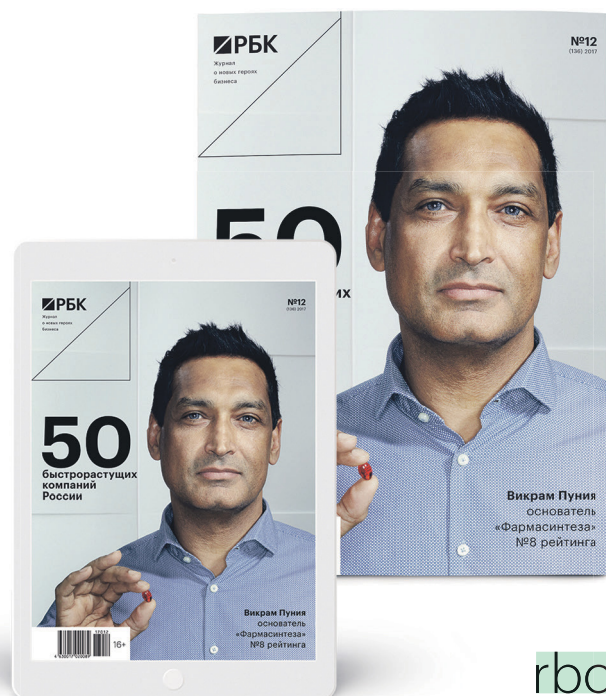 РБК
Журнал
о новых героях
бизнеса
№12
(136) 2017
50
их
Викрам Пуния
основатель
«Фармасинтеза»
№8 рейтинга
РБК
Журнал
о новых героях
бизнеса
№12
(136) 2017
50
быстрорастущих
компаний
России
Викрам Пуния
основатель
«Фармасинтеза»
№8 рейтинга
16+
rbc